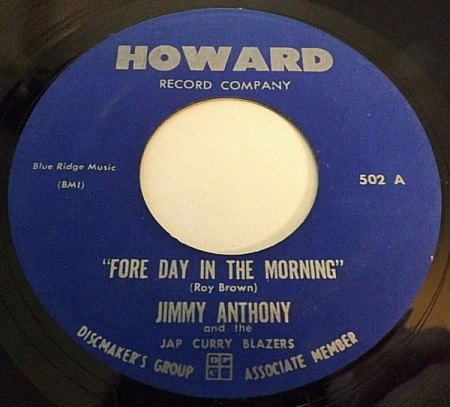 HOWARD
RECORD COMPANY
Blue Ridge Music
(BMI)
502 A
"FORE DAY IN THE MORNING"
(Roy Brown)
JIMMY ANTHONY
and the
JAP CURRY BLAZERS
DISCMAKER'S GROUP ASSOCIATE MEMBER